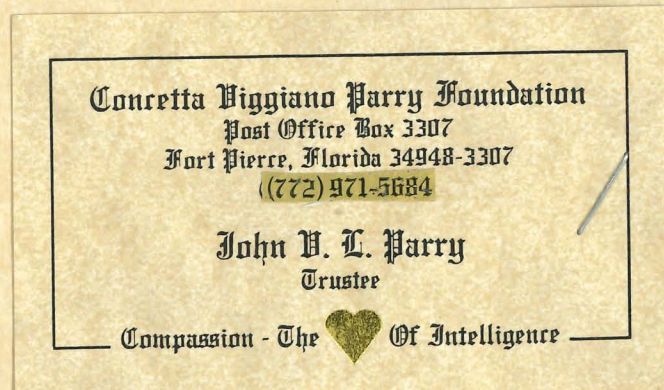 Concetta Viggiano Parry Foundation
Post Office Box 3307
Fort Pierce, Florida 34948-3307
((772) 971-5684
John V. L. Parry
Trustee
Compassion - The Of Intelligence